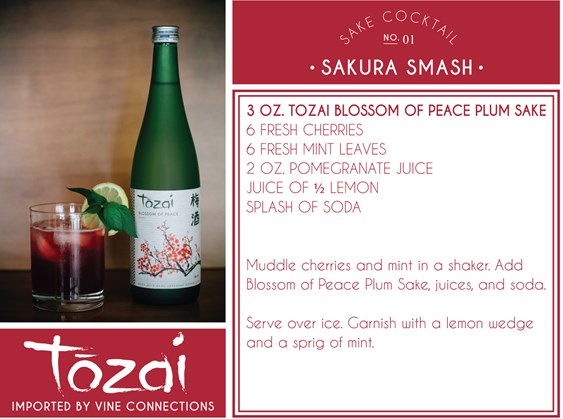 SAKE COCKTAIL
NO. 01
• SAKURA SMASH •
3 OZ. TOZAI BLOSSOM OF PEACE PLUM SAKE
6 FRESH CHERRIES
6 FRESH MINT LEAVES
2 OZ. POMEGRANATE JUICE
JUICE OF ½ LEMON
SPLASH OF SODA
Muddle cherries and mint in a shaker. Add
Blossom of Peace Plum Sake, juices, and soda.
Serve over ice. Garnish with a lemon wedge
and a sprig of mint.
Tōzai
BLOSSOM OF PEACE
梅酒
Tōzai
IMPORTED BY VINE CONNECTIONS